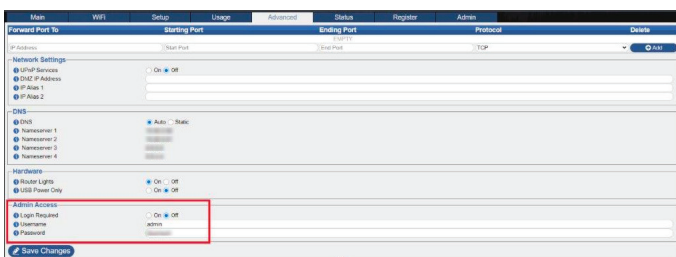 Main WiFi Setup Usage Advanced Status Register Admin
Forward Port To Starting Port Ending Port Protocol Delete
EMPTY
IP Address Start Port End Port TCP Add
Network Settings
UPnP Services On Off
DMZ IP Address
IP Alias 1
IP Alias 2
DNS
DNS Auto Static
Nameserver 1
Nameserver 2
Nameserver 3
Nameserver 4
Hardware
Router Lights On Off
USB Power Only On Off
Admin Access
Login Required On Off
Username admin
Password
Save Changes